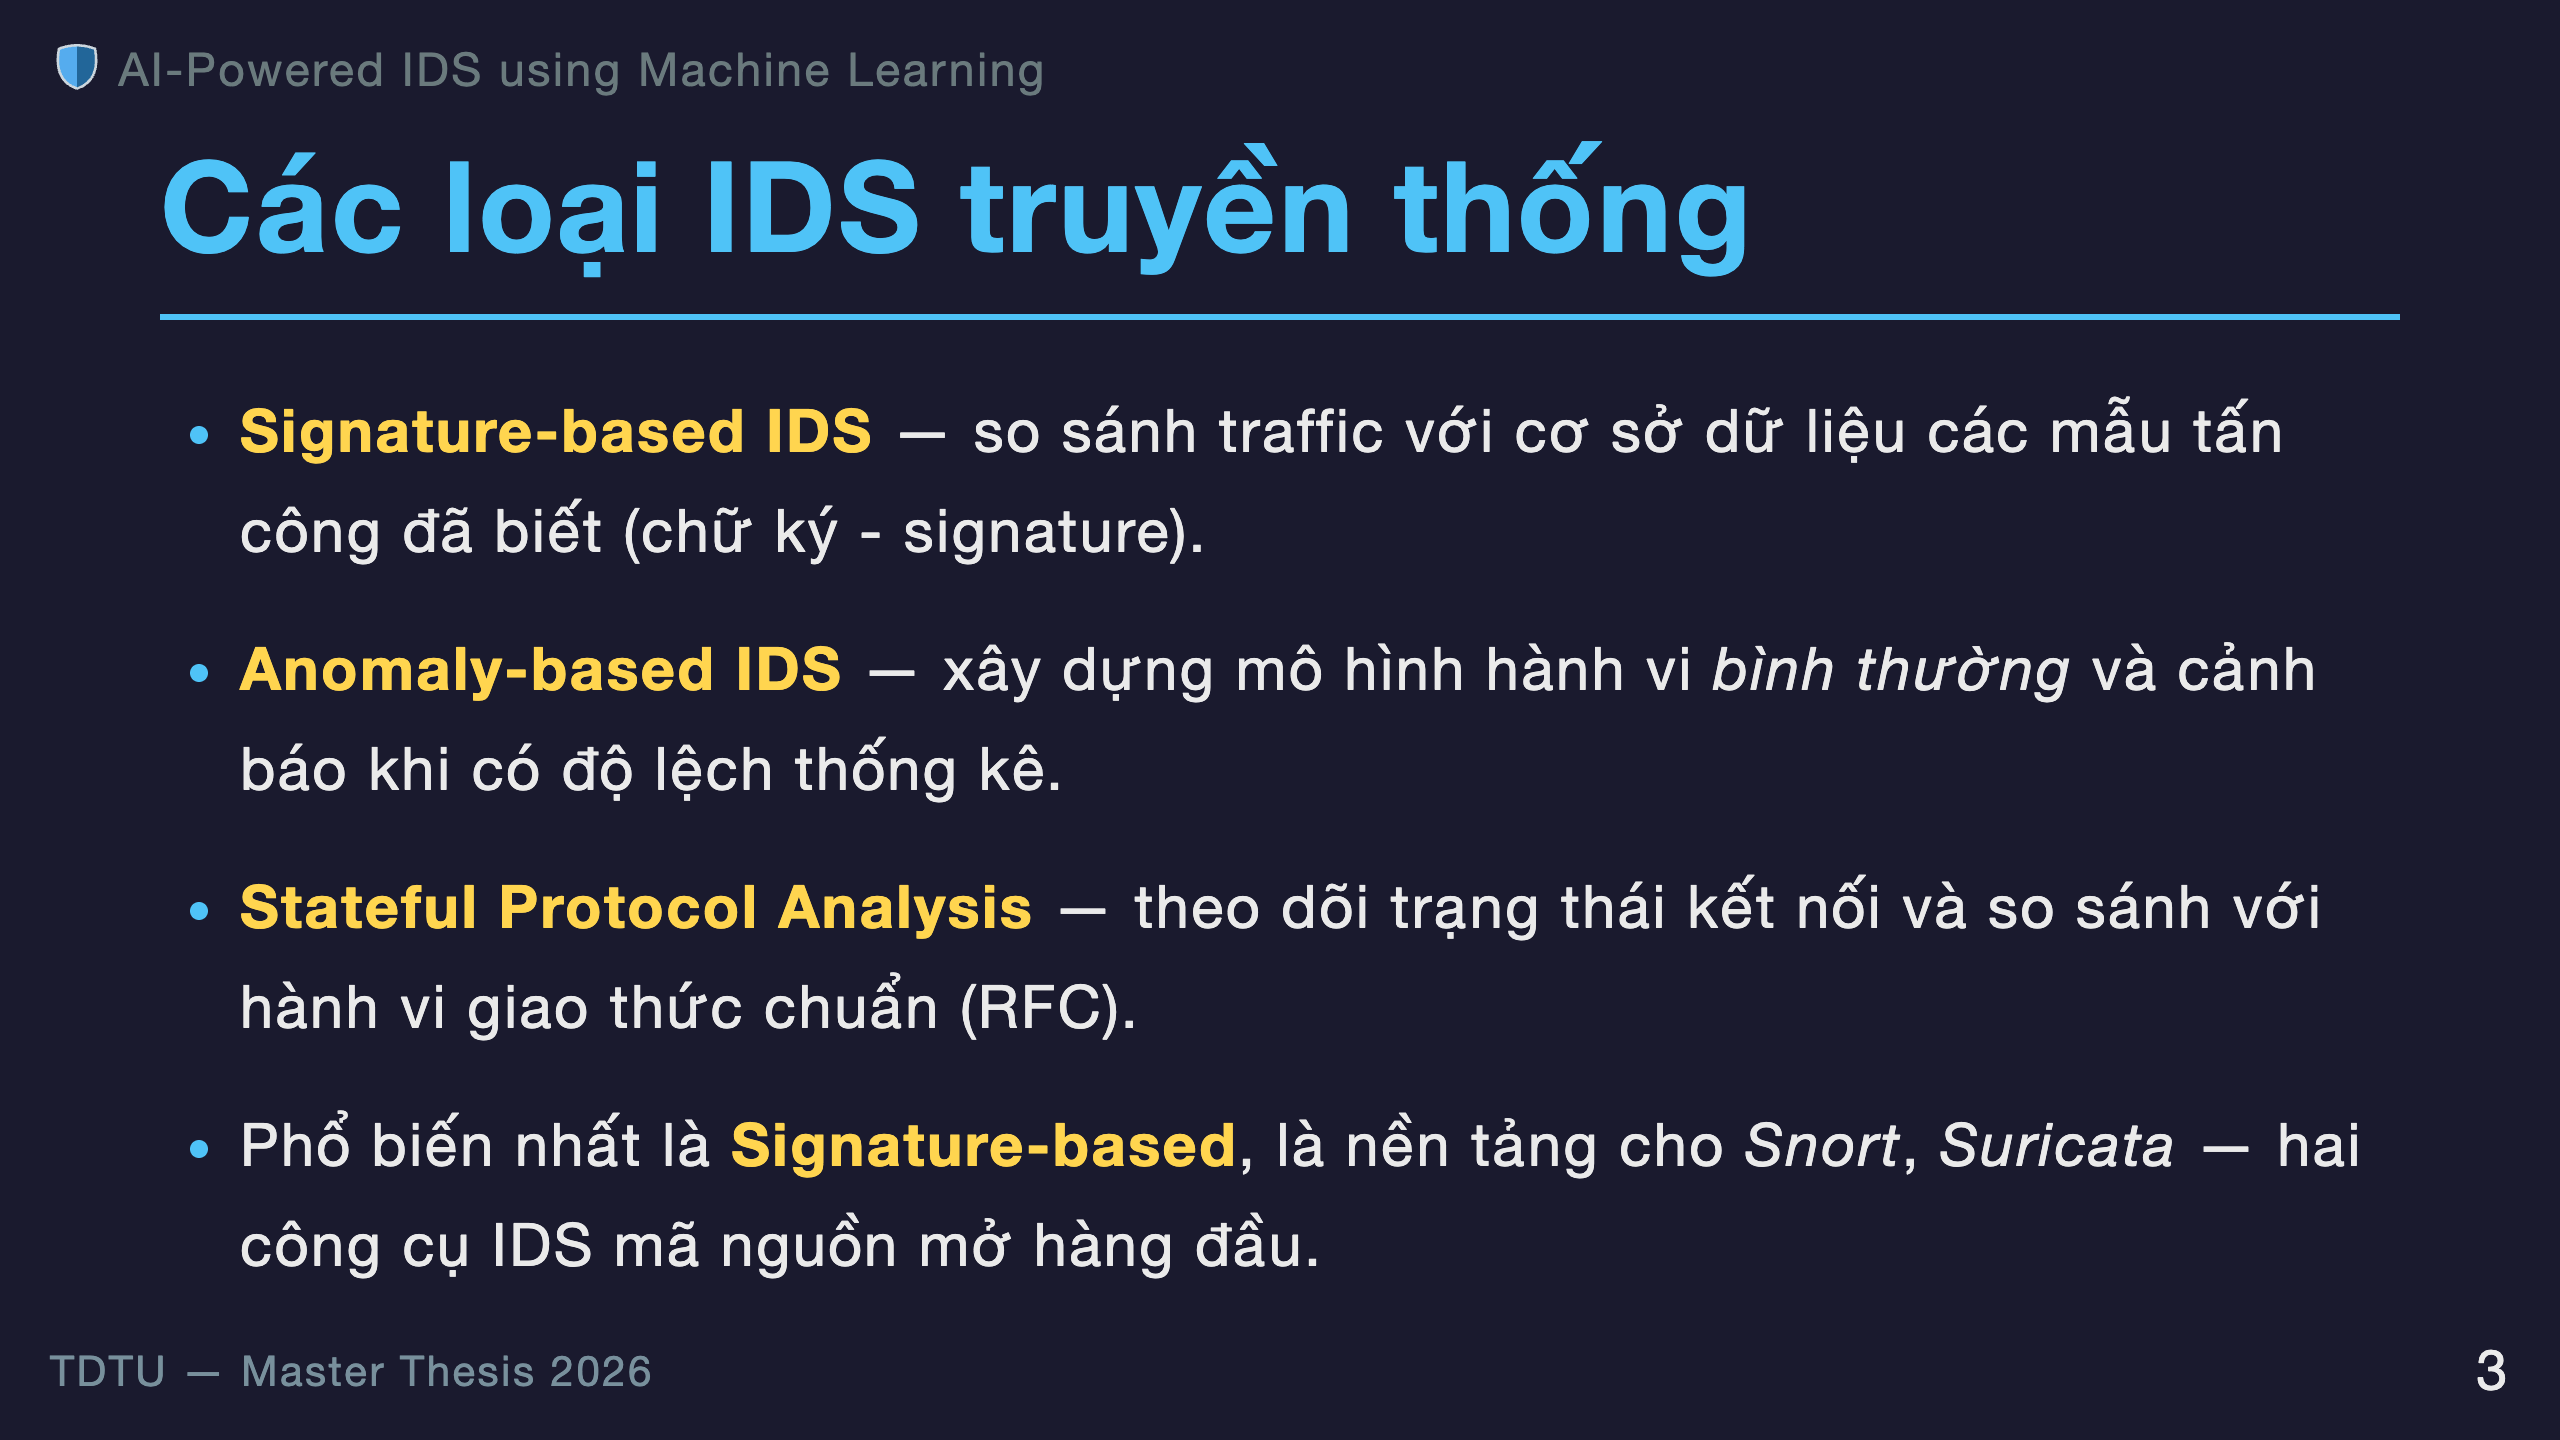 AI-Powered IDS using Machine Learning
Các loại IDS truyền thống
• Signature-based IDS — so sánh traffic với cơ sở dữ liệu các mẫu tấn
công đã biết (chữ ký - signature).
• Anomaly-based IDS — xây dựng mô hình hành vi bình thường và cảnh
báo khi có độ lệch thống kê.
• Stateful Protocol Analysis — theo dõi trạng thái kết nối và so sánh với
hành vi giao thức chuẩn (RFC).
• Phổ biến nhất là Signature-based, là nền tảng cho Snort, Suricata — hai
công cụ IDS mã nguồn mở hàng đầu.
TDTU — Master Thesis 2026
3